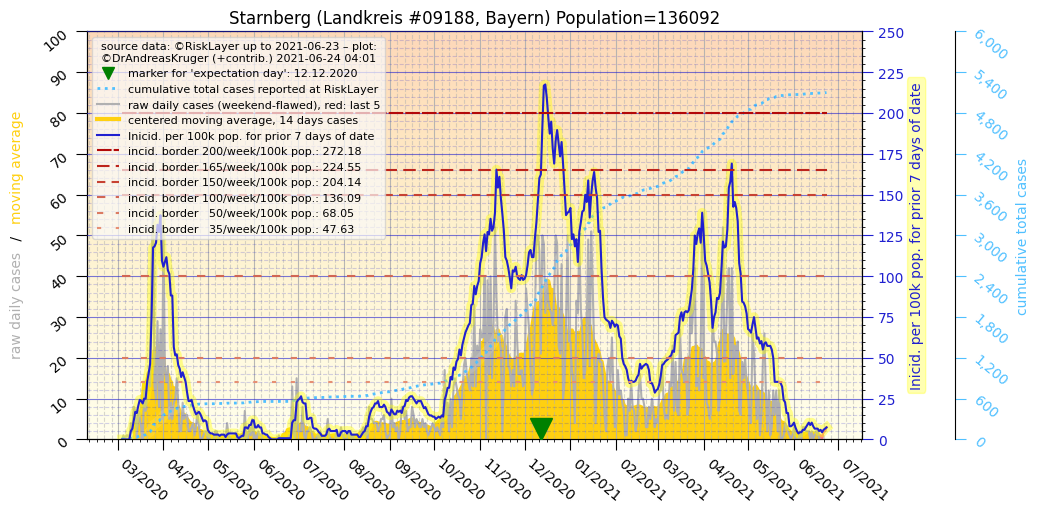 Starnberg (Landkreis #09188, Bayern) Population=136092
source data: ©RiskLayer up to 2021-06-23 – plot:
©DrAndreasKruger (+contrib.) 2021-06-24 04:01
marker for 'expectation day': 12.12.2020
cumulative total cases reported at RiskLayer
raw daily cases (weekend-flawed), red: last 5
centered moving average, 14 days cases
Inicid. per 100k pop. for prior 7 days of date
incid. border 200/week/100k pop.: 272.18
incid. border 165/week/100k pop.: 224.55
incid. border 150/week/100k pop.: 204.14
incid. border 100/week/100k pop.: 136.09
incid. border 50/week/100k pop.: 68.05
incid. border 35/week/100k pop.: 47.63
raw daily cases / moving average
100
90
80
70
60
50
40
30
20
10
0
03/2020
04/2020
05/2020
06/2020
07/2020
08/2020
09/2020
10/2020
11/2020
12/2020
01/2021
02/2021
03/2021
04/2021
05/2021
06/2021
07/2021
250
225
200
175
150
125
100
75
50
25
0
Inicid. per 100k pop. for prior 7 days of date
6,000
5,400
4,800
4,200
3,600
3,000
2,400
1,800
1,200
600
0
cumulative total cases